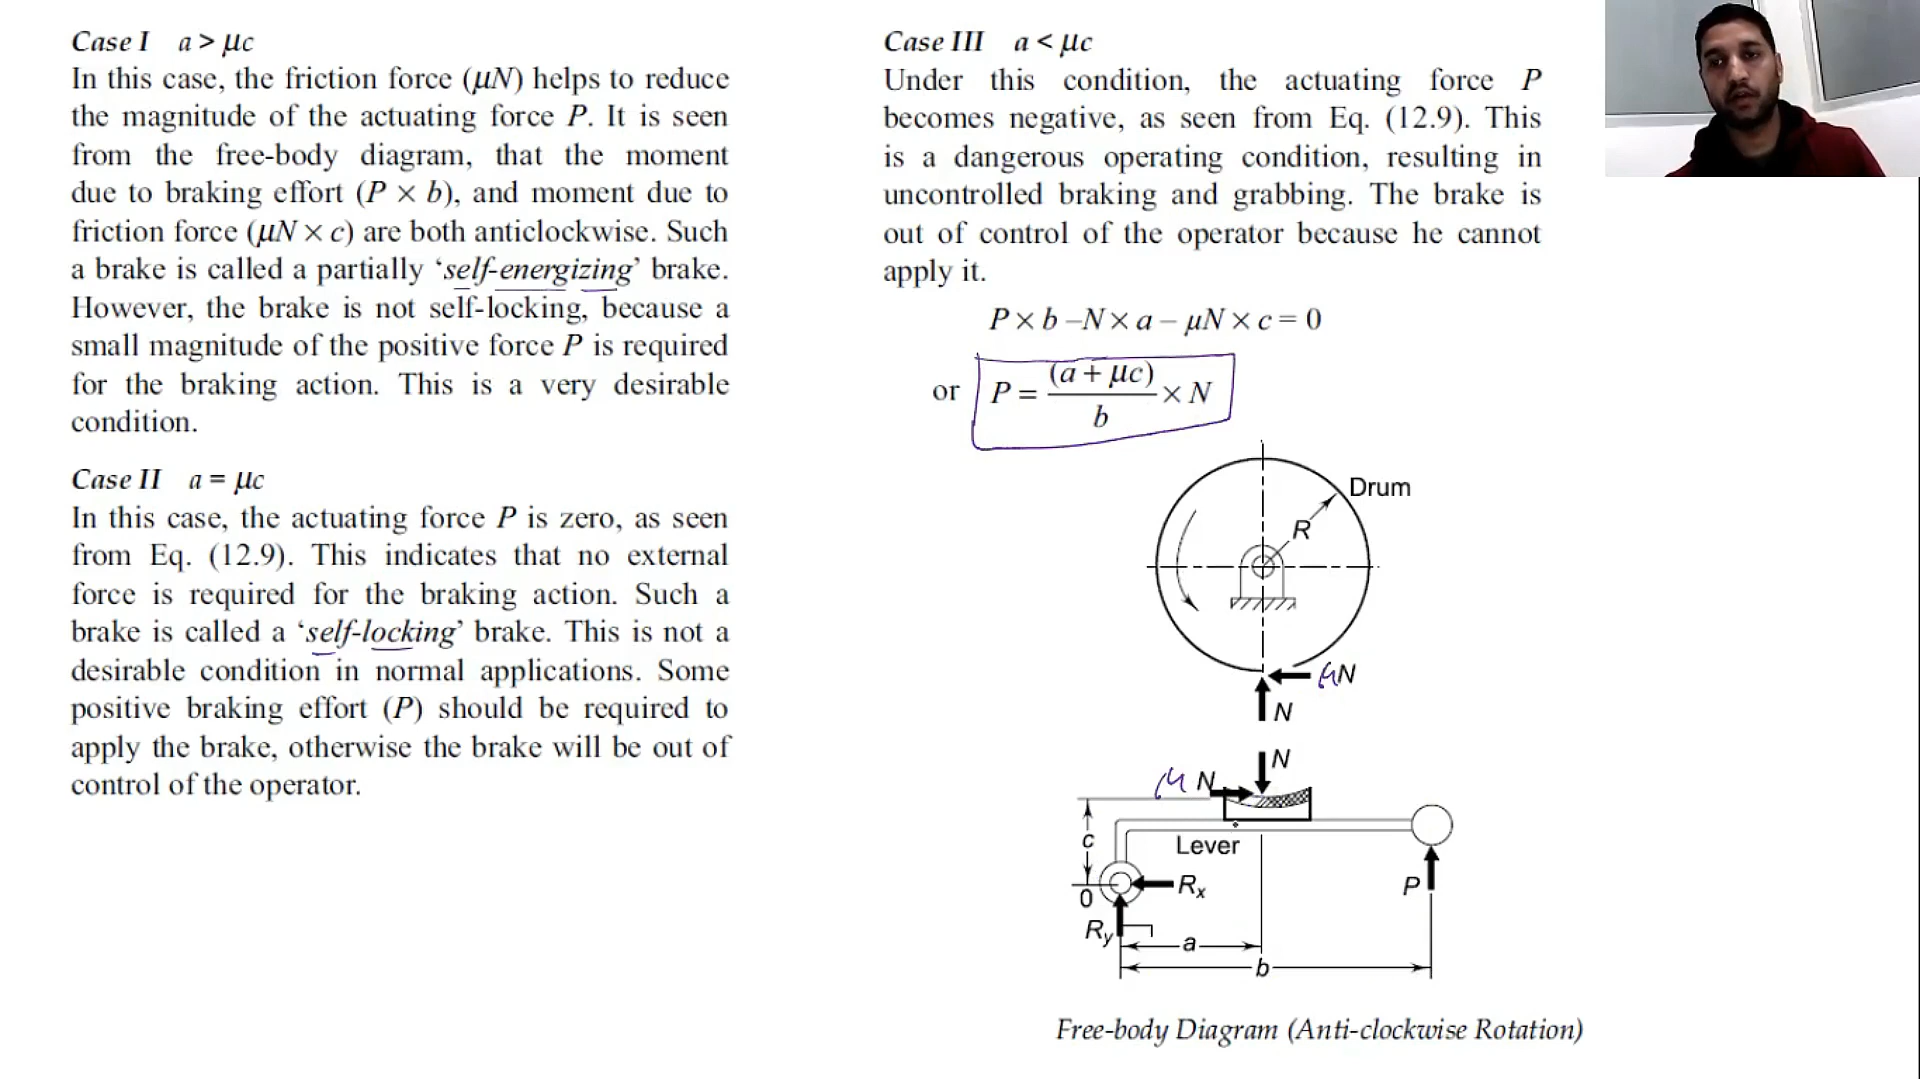 Case I a > μc
In this case, the friction force (μN) helps to reduce
the magnitude of the actuating force P. It is seen
from the free-body diagram, that the moment
due to braking effort (P × b), and moment due to
friction force (μN × c) are both anticlockwise. Such
a brake is called a partially ‘self-energizing’ brake.
However, the brake is not self-locking, because a
small magnitude of the positive force P is required
for the braking action. This is a very desirable
condition.
Case II a = μc
In this case, the actuating force P is zero, as seen
from Eq. (12.9). This indicates that no external
force is required for the braking action. Such a
brake is called a ‘self-locking’ brake. This is not a
desirable condition in normal applications. Some
positive braking effort (P) should be required to
apply the brake, otherwise the brake will be out of
control of the operator.
Case III a < μc
Under this condition, the actuating force P
becomes negative, as seen from Eq. (12.9). This
is a dangerous operating condition, resulting in
uncontrolled braking and grabbing. The brake is
out of control of the operator because he cannot
apply it.
P × b – N × a – μN × c = 0
or P = (a + μc) / b × N
Drum
R
μN
N
N
μN
c
Lever
0
Rx
P
Ry
a
b
Free-body Diagram (Anti-clockwise Rotation)